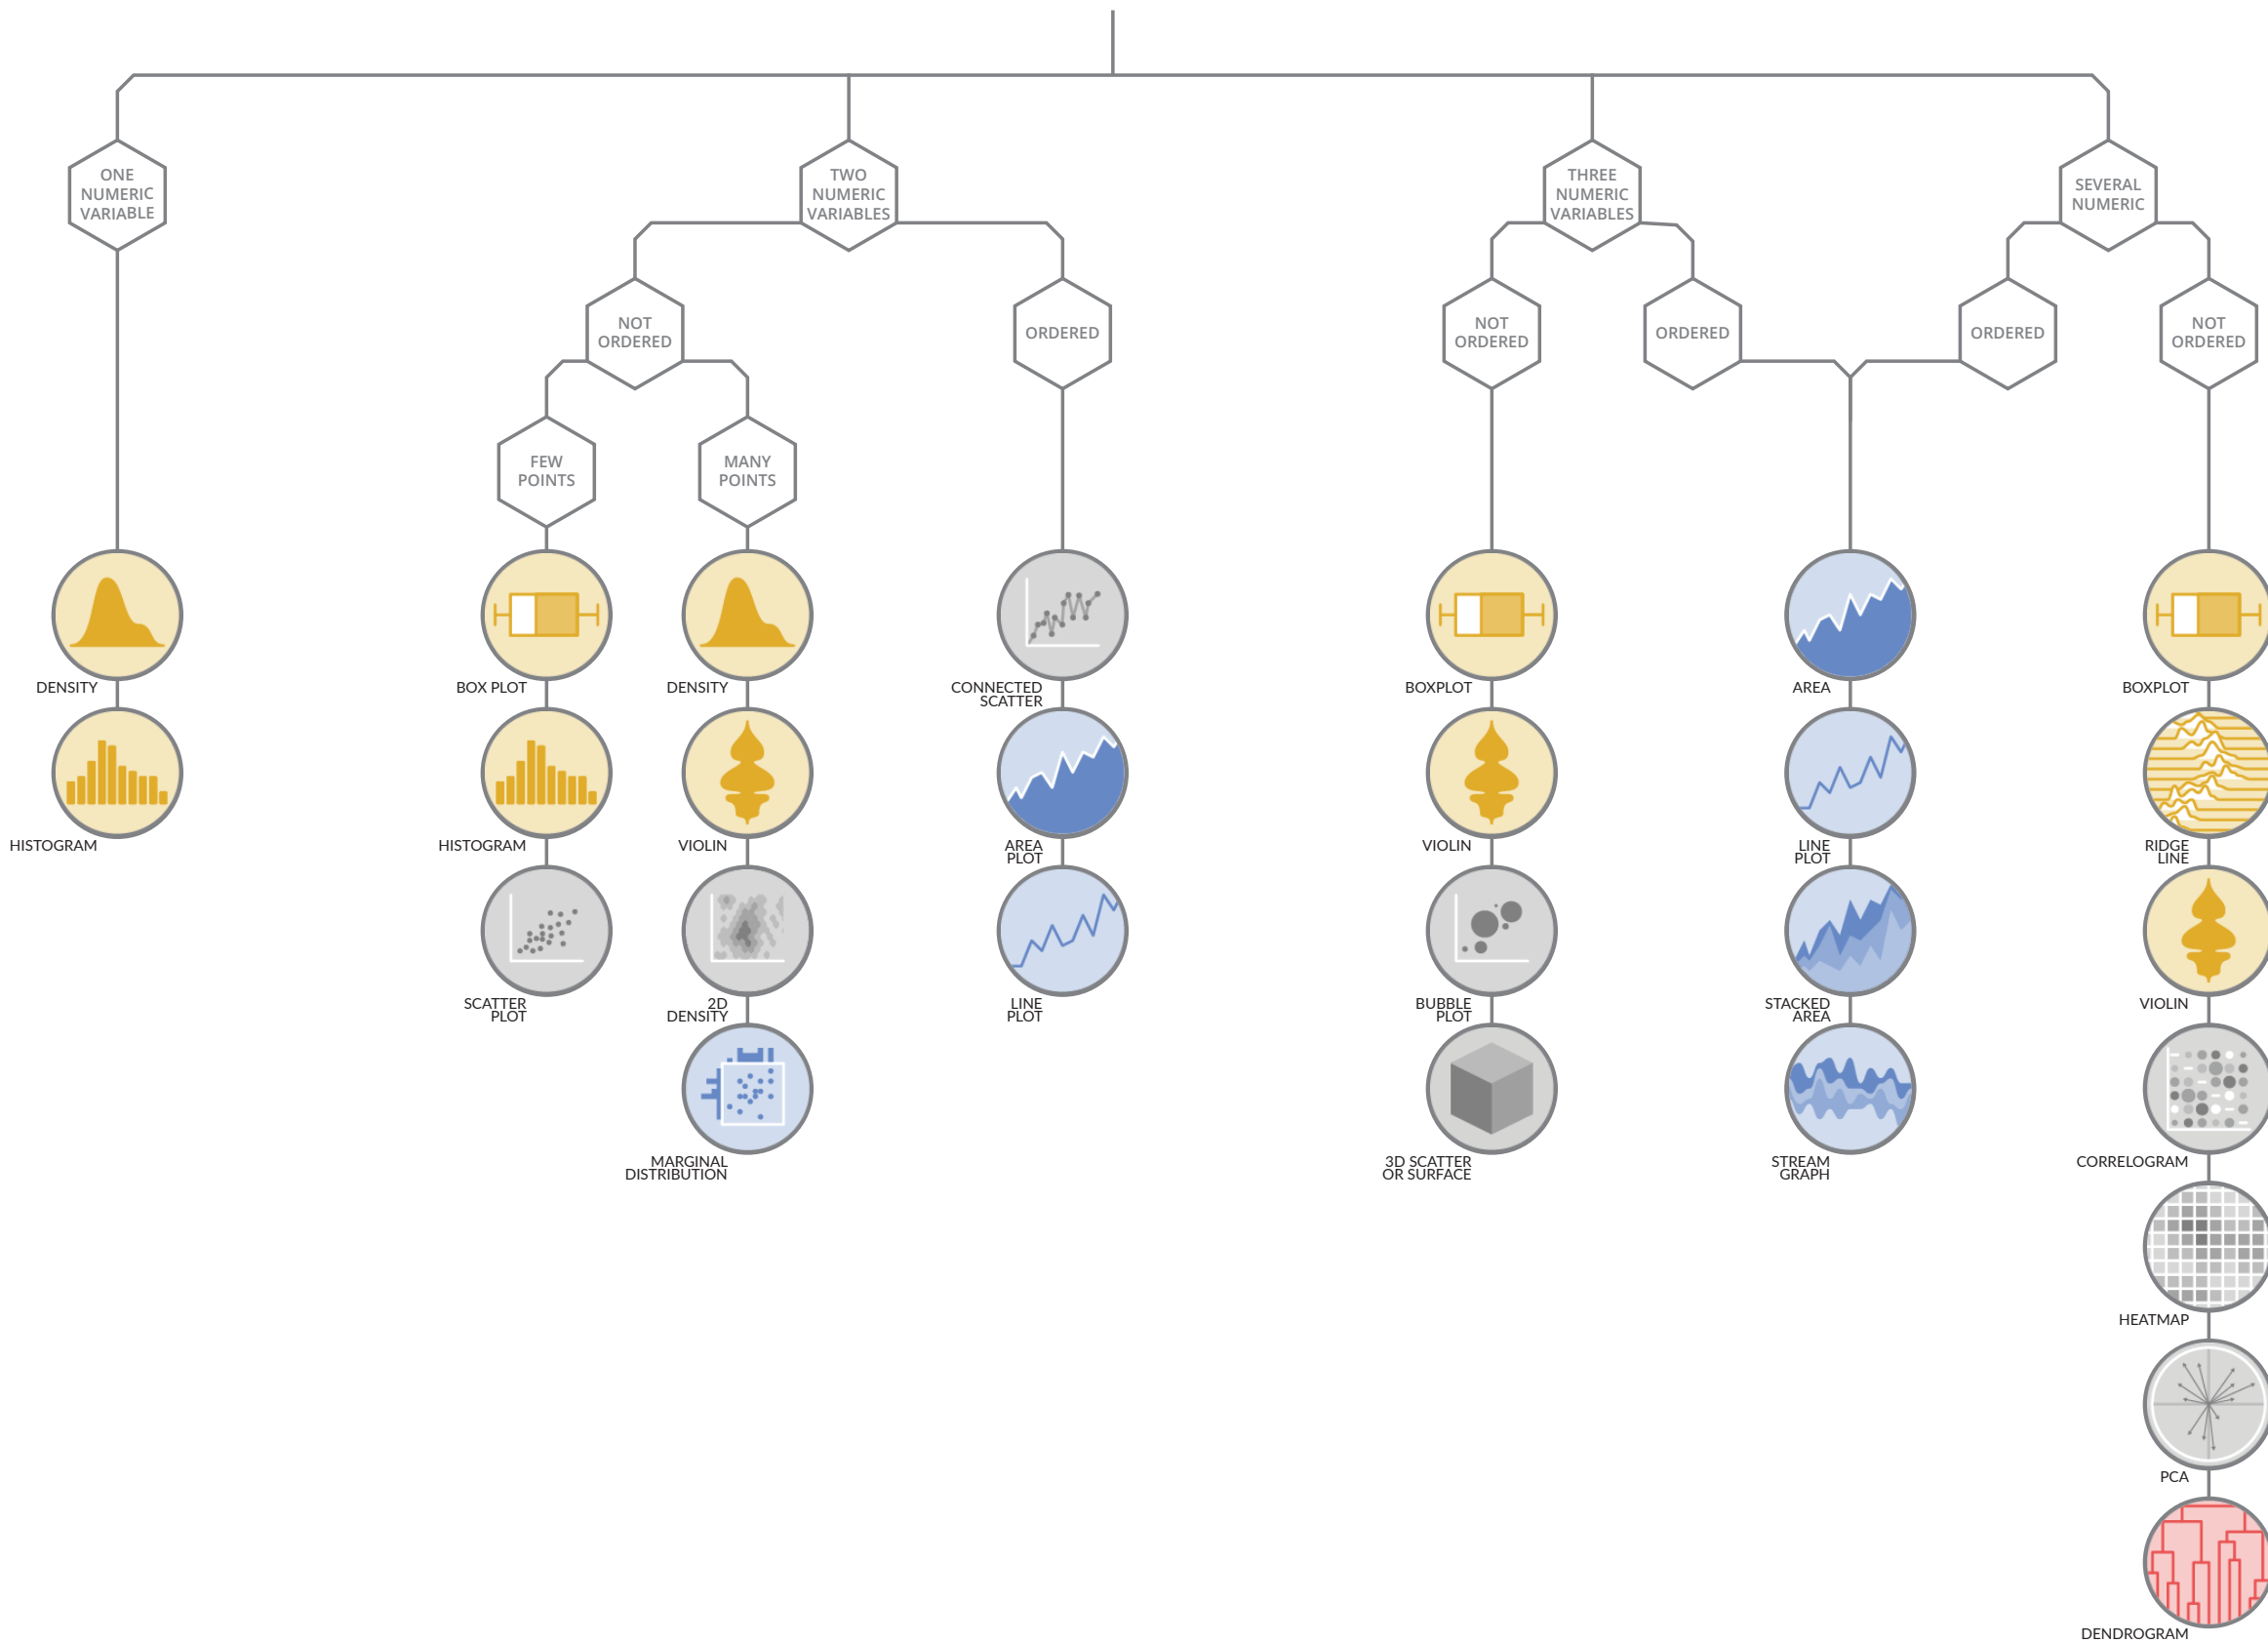 ONE
NUMERIC
VARIABLE
TWO
NUMERIC
VARIABLES
THREE
NUMERIC
VARIABLES
SEVERAL
NUMERIC
NOT
ORDERED
ORDERED
NOT
ORDERED
ORDERED
ORDERED
NOT
ORDERED
FEW
POINTS
MANY
POINTS
DENSITY
BOX PLOT
DENSITY
CONNECTED
SCATTER
BOXPLOT
AREA
BOXPLOT
HISTOGRAM
HISTOGRAM
VIOLIN
AREA
PLOT
VIOLIN
LINE
PLOT
RIDGE
LINE
SCATTER
PLOT
2D
DENSITY
LINE
PLOT
BUBBLE
PLOT
STACKED
AREA
VIOLIN
MARGINAL
DISTRIBUTION
3D SCATTER
OR SURFACE
STREAM
GRAPH
CORRELOGRAM
HEATMAP
PCA
DENDROGRAM